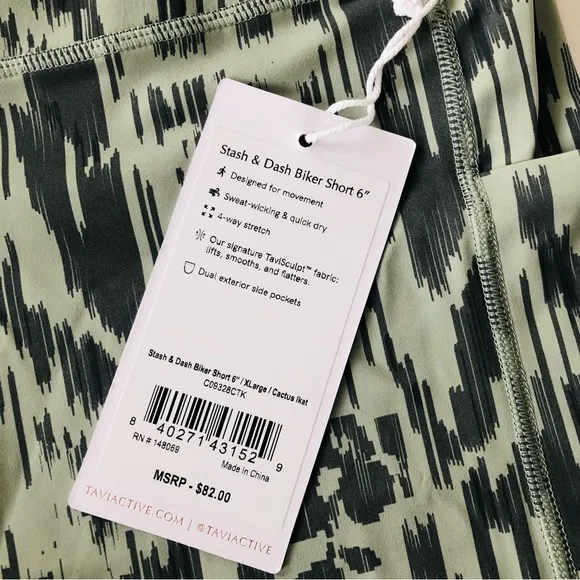 Stash & Dash Biker Short 6"
Designed for movement
Sweat-wicking & quick dry
4-way stretch
Our signature TaviSculpt™ fabric:
lifts, smooths, and flatters.
Dual exterior side pockets
Stash & Dash Biker Short 6" / XLarge / Cactus Ikat
C09328CTK
8 40271 43152 9
RN # 148069
Made in China
MSRP - $82.00
TAVIACTIVE.COM | @TAVIACTIVE